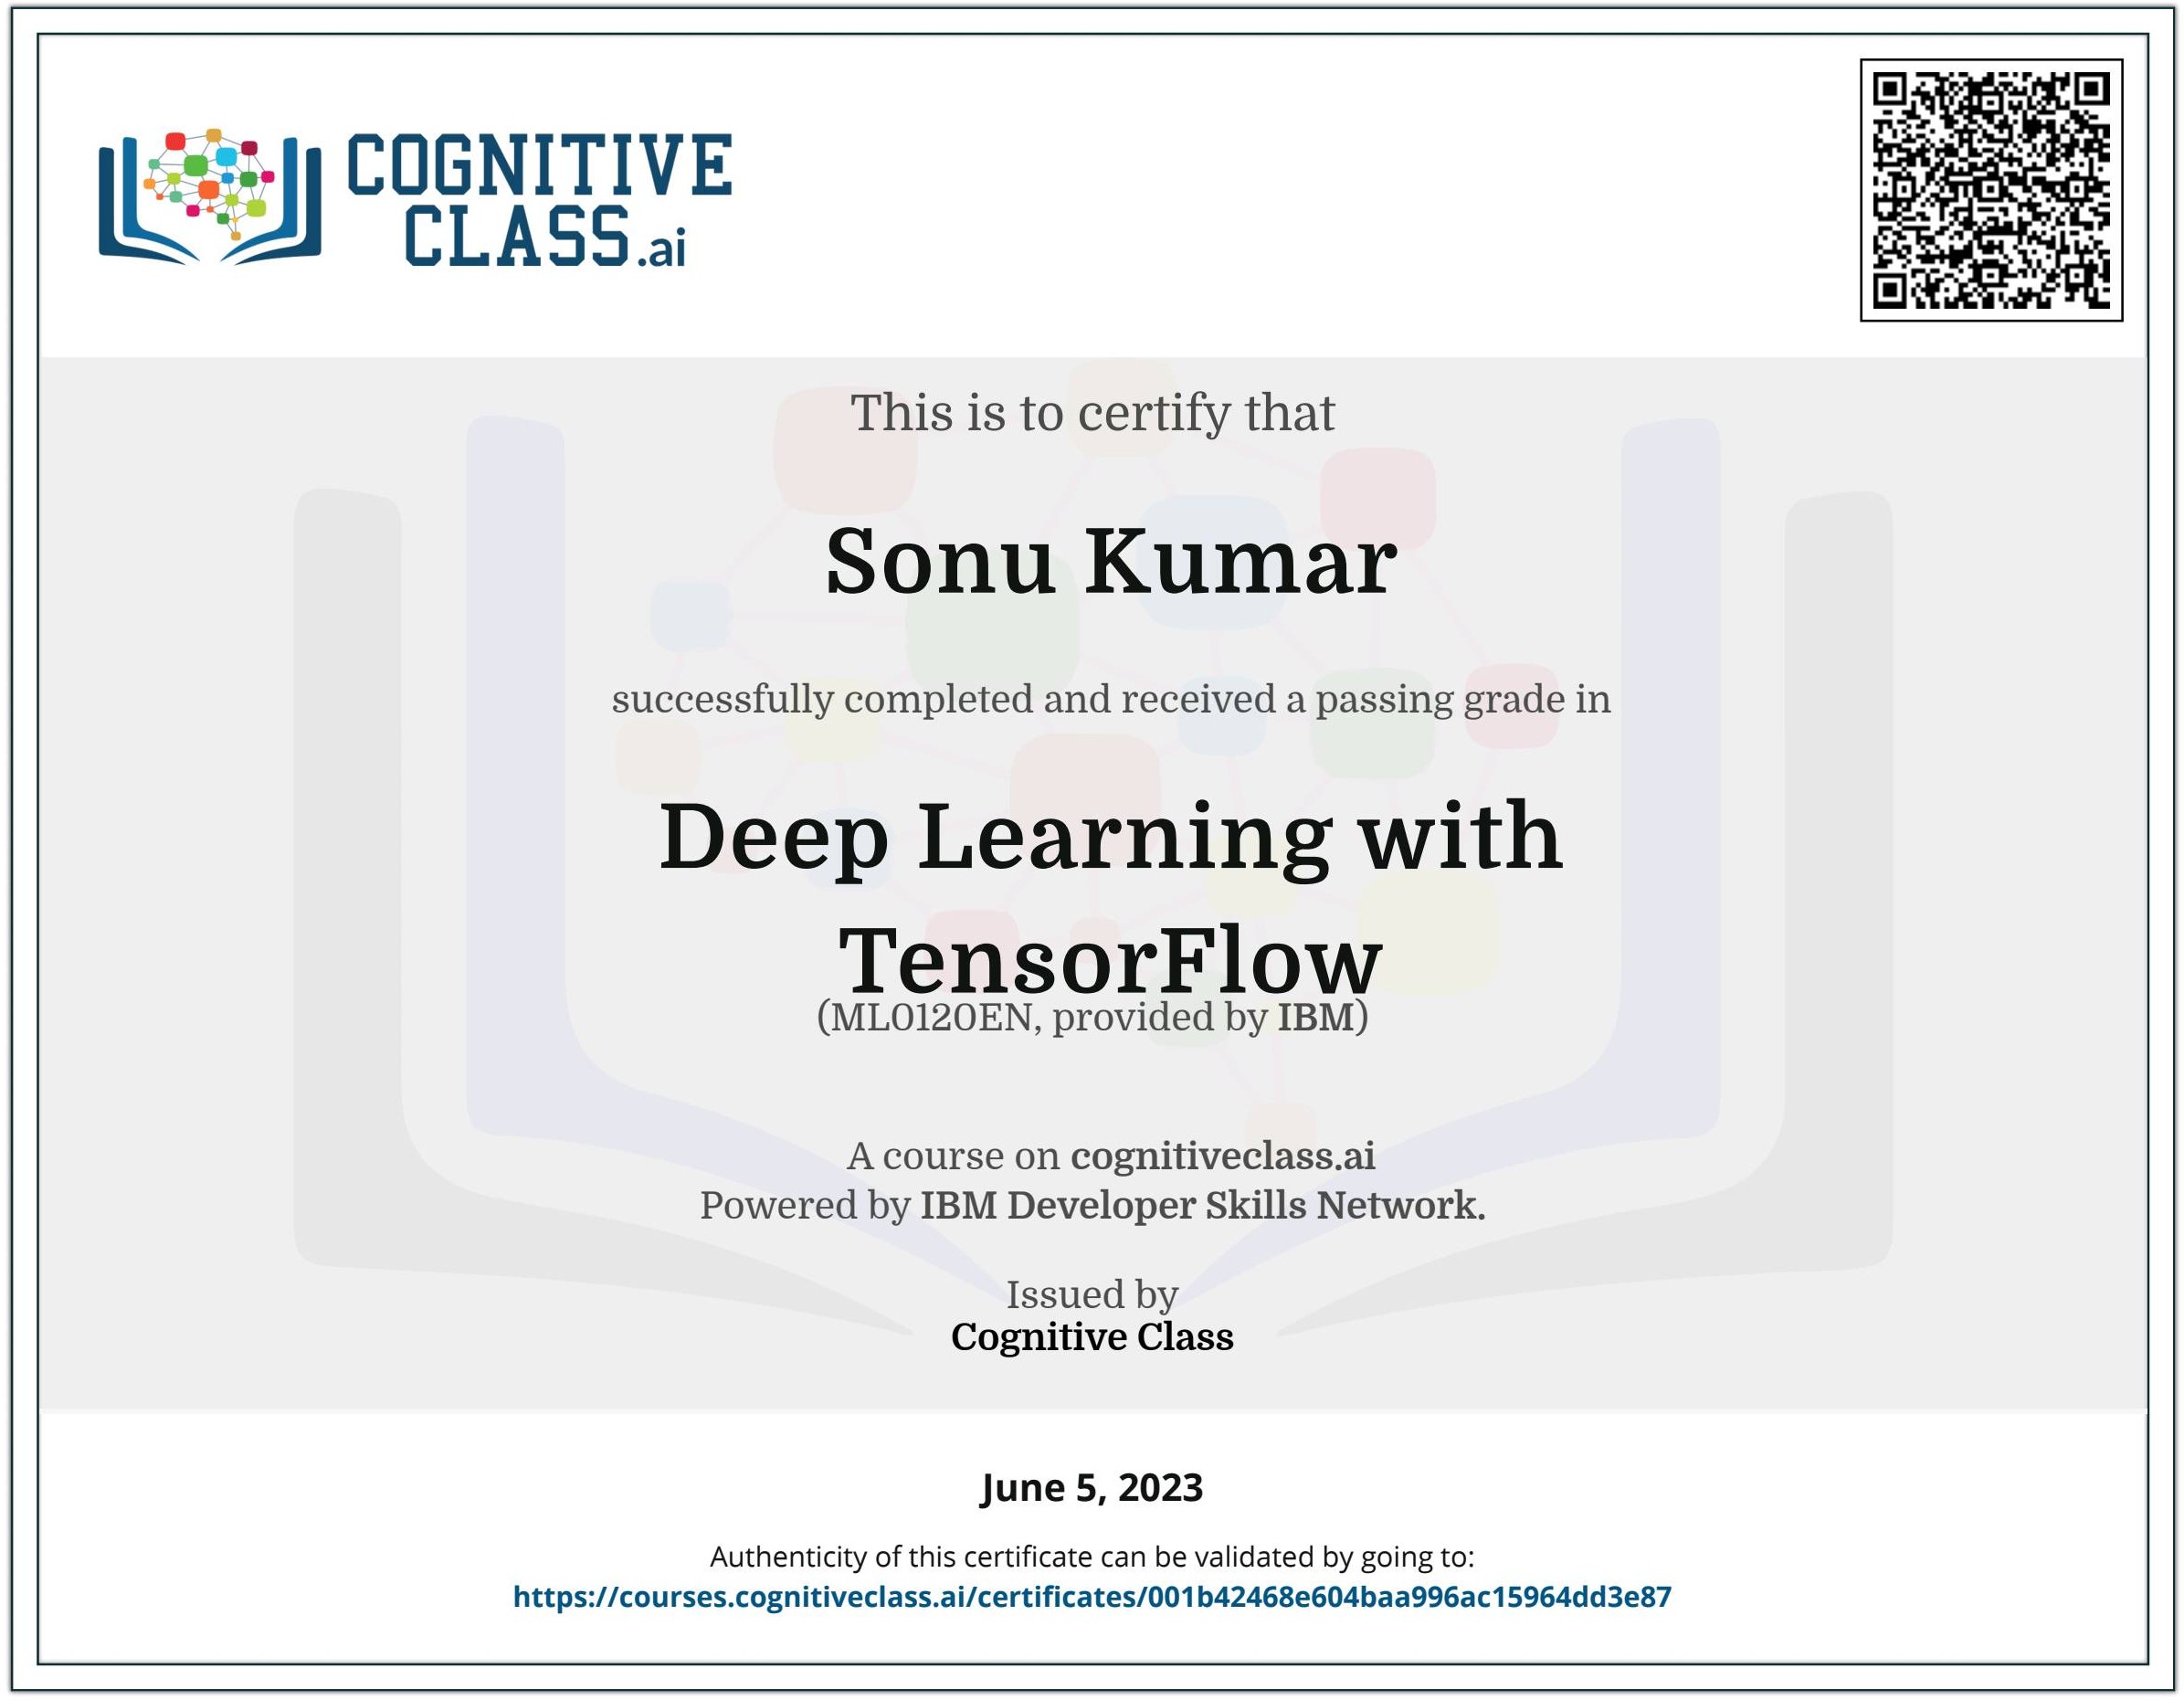 COGNITIVE
CLASS.ai
This is to certify that
Sonu Kumar
successfully completed and received a passing grade in
Deep Learning with
TensorFlow
(ML0120EN, provided by IBM)
A course on cognitiveclass.ai
Powered by IBM Developer Skills Network.
Issued by
Cognitive Class
June 5, 2023
Authenticity of this certificate can be validated by going to:
https://courses.cognitiveclass.ai/certificates/001b42468e604baa996ac15964dd3e87